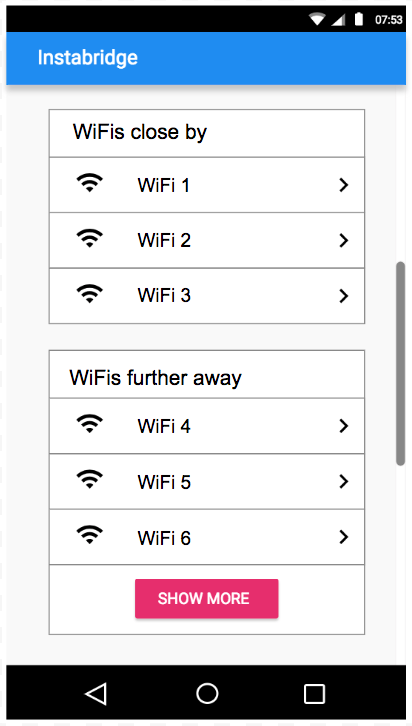 07:53
Instabridge
WiFis close by
WiFi 1
WiFi 2
WiFi 3
WiFis further away
WiFi 4
WiFi 5
WiFi 6
SHOW MORE